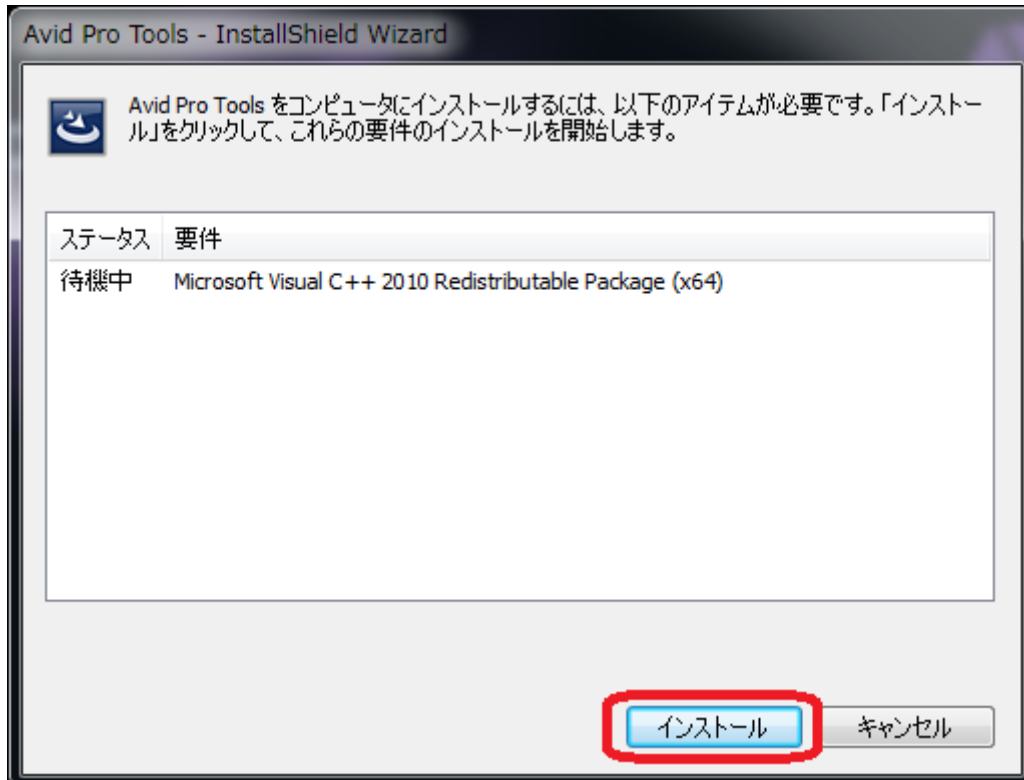 Avid Pro Tools - InstallShield Wizard
Avid Pro Tools をコンピュータにインストールするには、以下のアイテムが必要です。「インストー
ル」をクリックして、これらの要件のインストールを開始します。
ステータス 要件
待機中 Microsoft Visual C++ 2010 Redistributable Package (x64)
インストール キャンセル